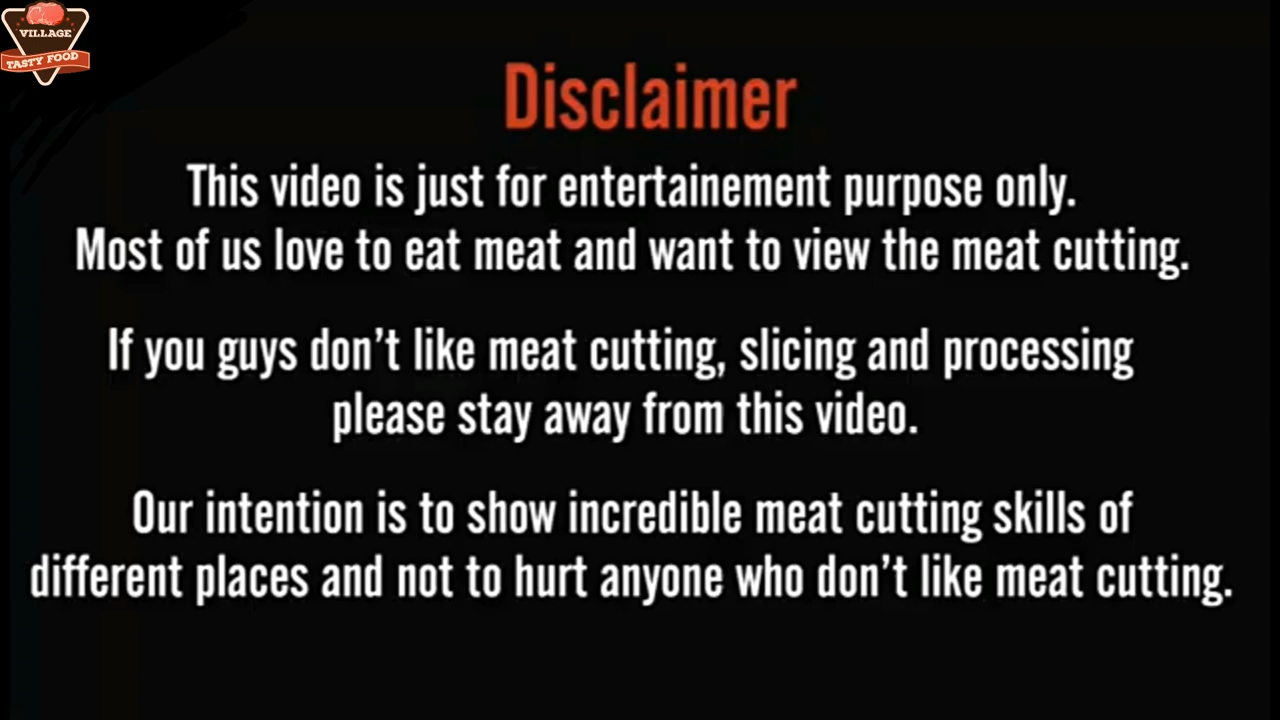 VILLAGE
TASTY FOOD
Disclaimer
This video is just for entertainement purpose only.
Most of us love to eat meat and want to view the meat cutting.
If you guys don’t like meat cutting, slicing and processing
please stay away from this video.
Our intention is to show incredible meat cutting skills of
different places and not to hurt anyone who don’t like meat cutting.